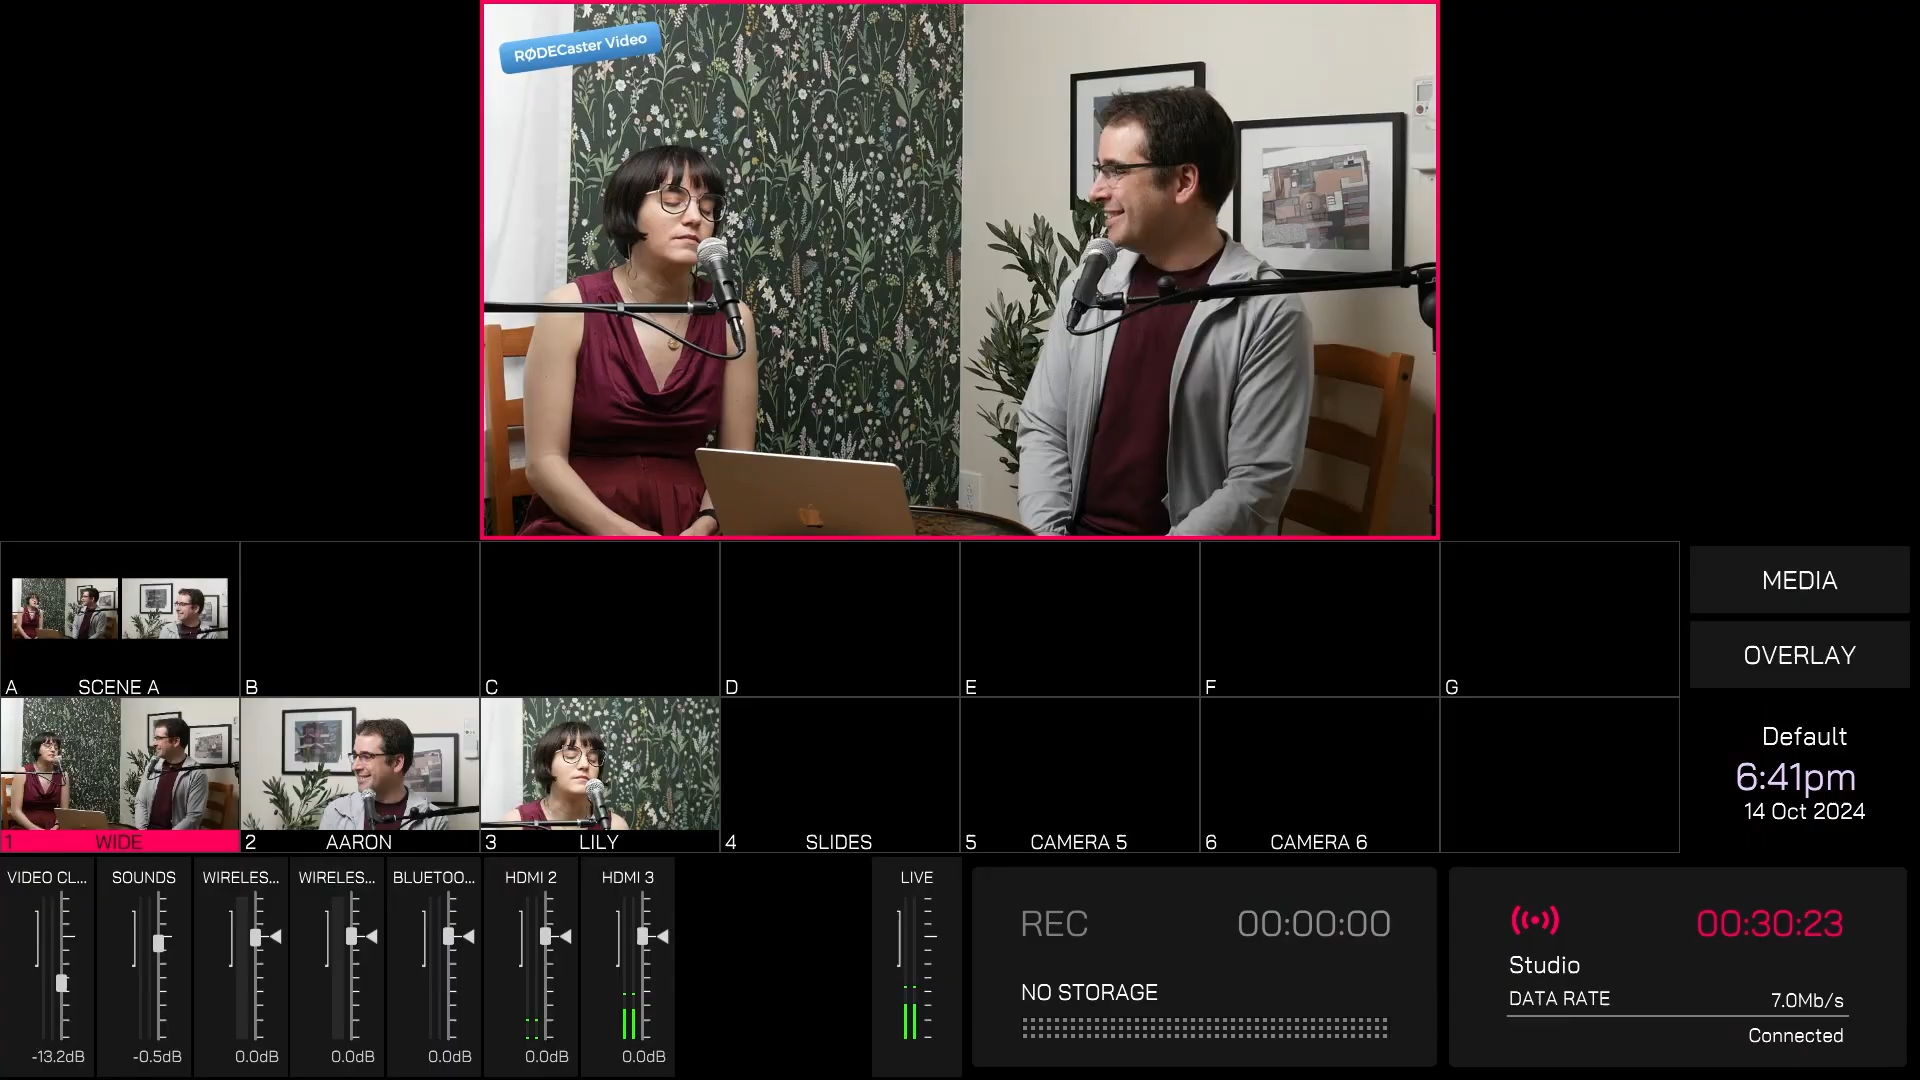 RØDECaster Video
A SCENE A
B
C
D
E
F
G
MEDIA
OVERLAY
Default
6:41pm
14 Oct 2024
1 WIDE
2 AARON
3 LILY
4 SLIDES
5 CAMERA 5
6 CAMERA 6
VIDEO CL...
SOUNDS
WIRELES...
WIRELES...
BLUETOO...
HDMI 2
HDMI 3
LIVE
-13.2dB
-0.5dB
0.0dB
0.0dB
0.0dB
0.0dB
0.0dB
REC 00:00:00
NO STORAGE
00:30:23
Studio
DATA RATE 7.0Mb/s
Connected